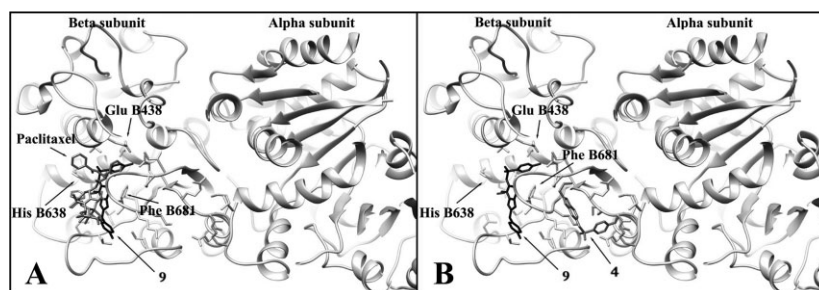 Beta subunit
Alpha subunit
Glu B438
Paclitaxel
His B638
Phe B681
9
A
Beta subunit
Alpha subunit
Glu B438
Phe B681
His B638
9
4
B